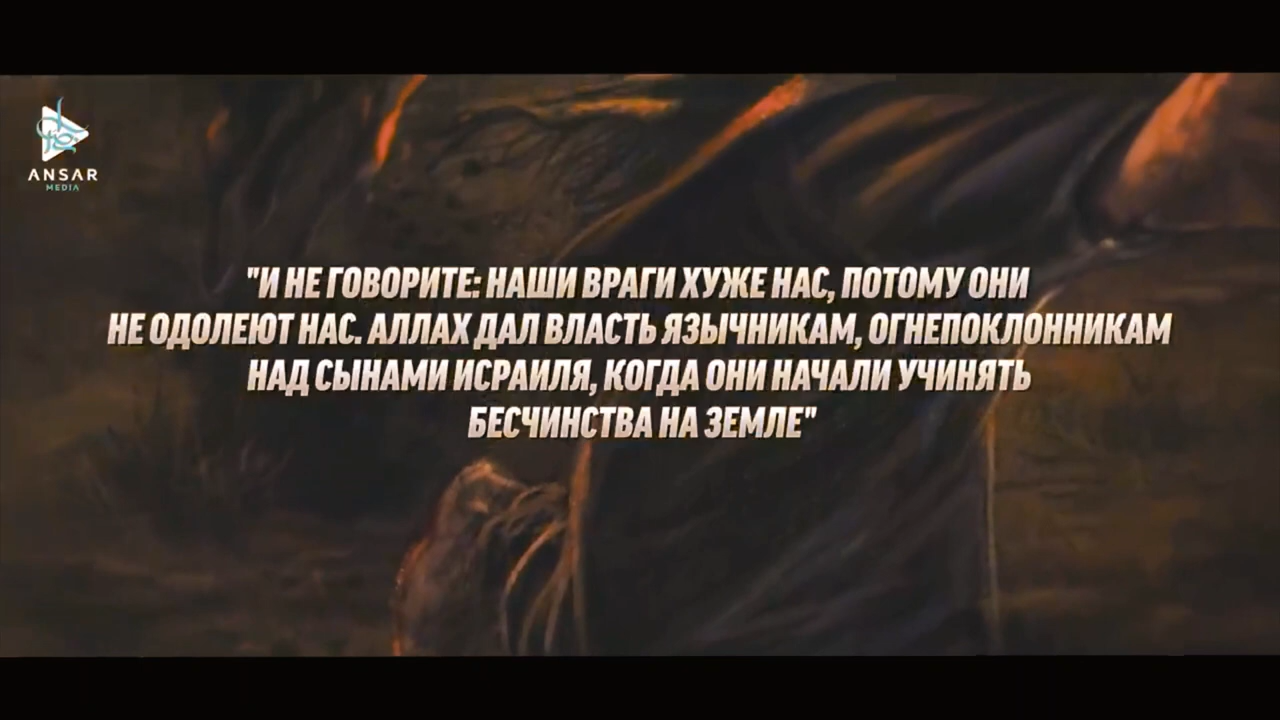 ANSAR
MEDIA
"И НЕ ГОВОРИТЕ: НАШИ ВРАГИ ХУЖЕ НАС, ПОТОМУ ОНИ
НЕ ОДОЛЕЮТ НАС. АЛЛАХ ДАЛ ВЛАСТЬ ЯЗЫЧНИКАМ, ОГНЕПОКЛОННИКАМ
НАД СЫНАМИ ИСРАИЛЯ, КОГДА ОНИ НАЧАЛИ УЧИНЯТЬ
БЕСЧИНСТВА НА ЗЕМЛЕ"